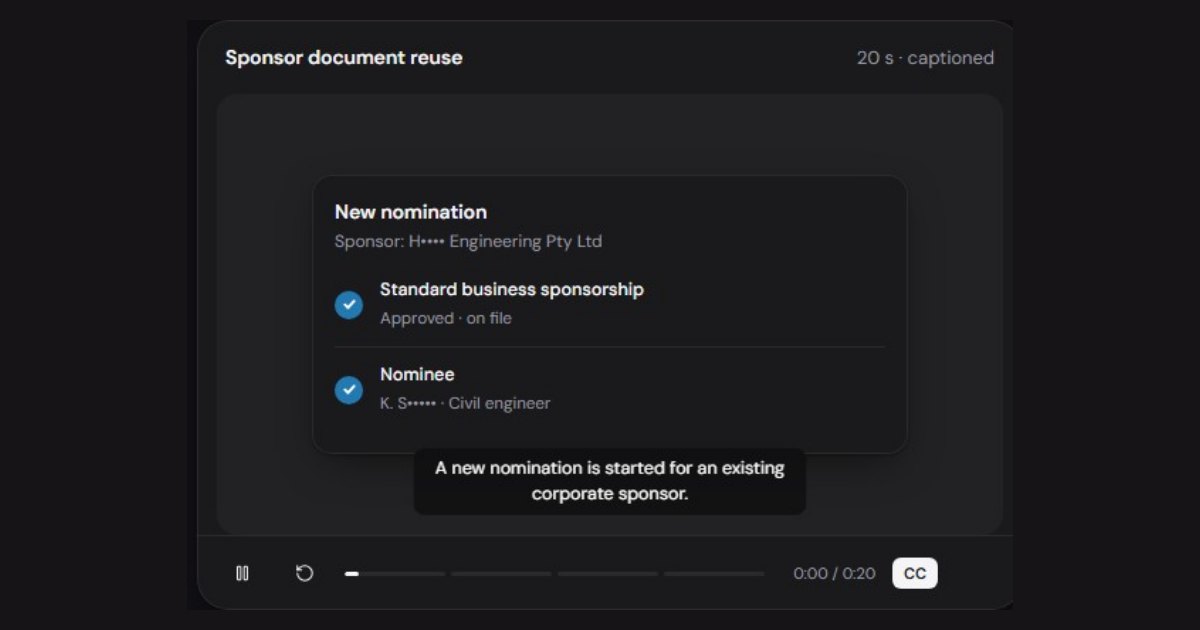 Sponsor document reuse
20 s · captioned
New nomination
Sponsor: H•••• Engineering Pty Ltd
Standard business sponsorship
Approved · on file
Nominee
K. S••••• · Civil engineer
A new nomination is started for an existing
corporate sponsor.
0:00 / 0:20
CC